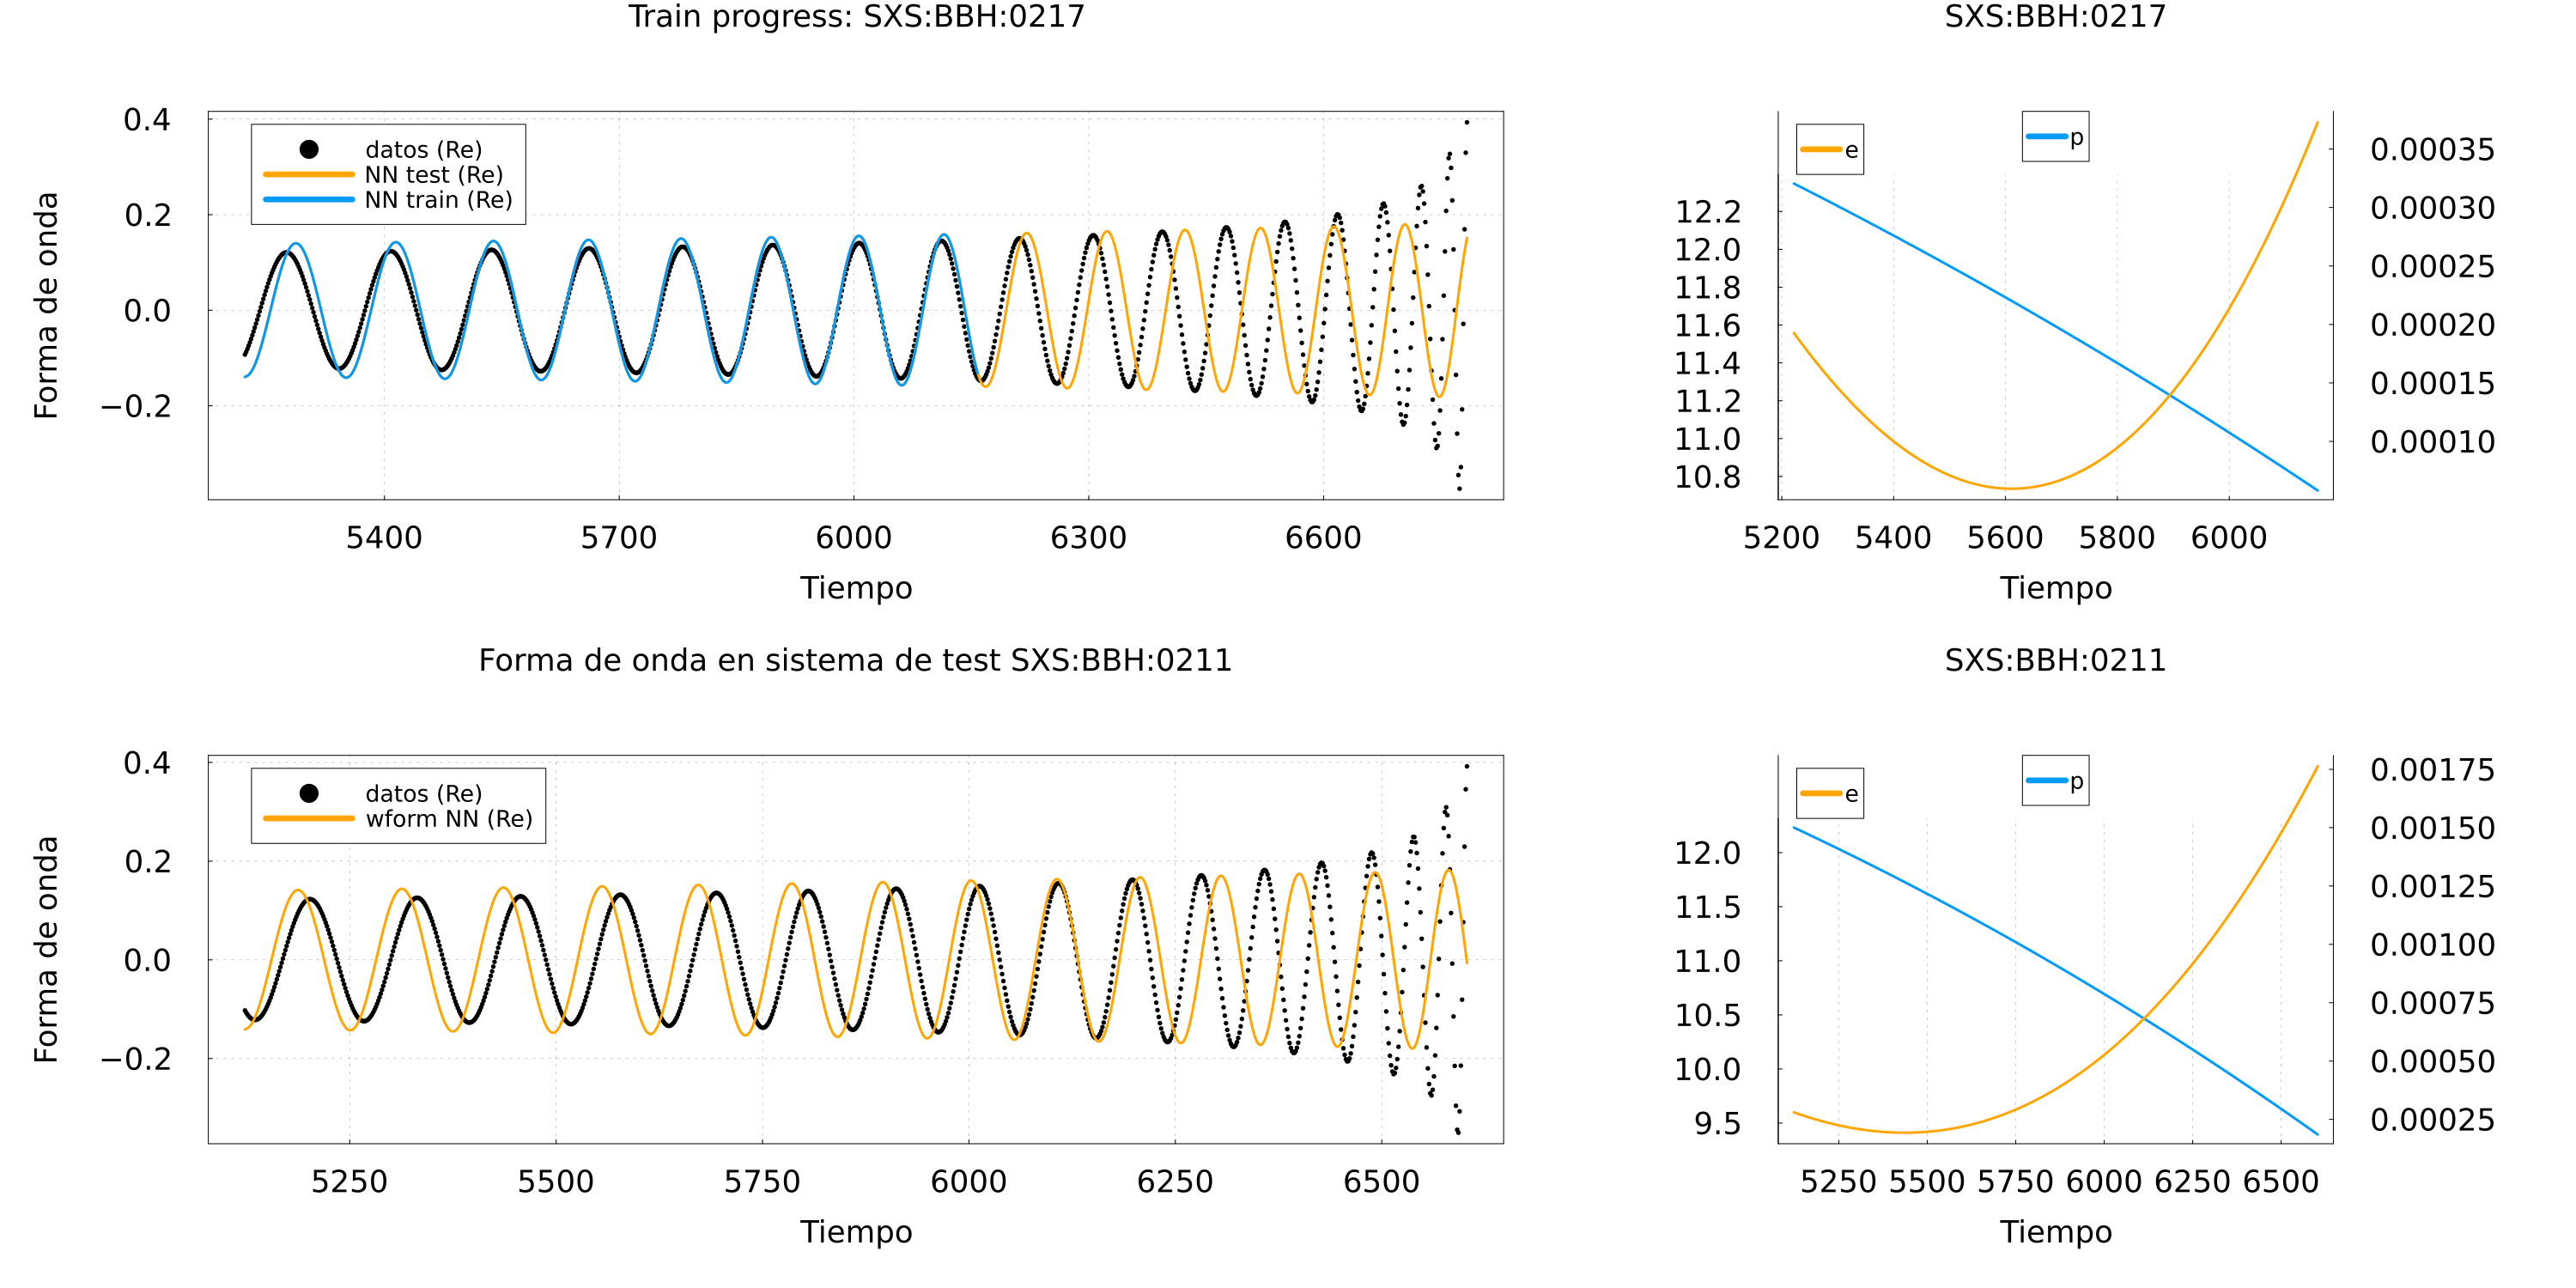 Train progress: SXS:BBH:0217
datos (Re)
NN test (Re)
NN train (Re)
Forma de onda
0.4
0.2
0.0
−0.2
5400 5700 6000 6300 6600
Tiempo
SXS:BBH:0217
e
p
12.2
12.0
11.8
11.6
11.4
11.2
11.0
10.8
0.00035
0.00030
0.00025
0.00020
0.00015
0.00010
5200 5400 5600 5800 6000
Tiempo
Forma de onda en sistema de test SXS:BBH:0211
datos (Re)
wform NN (Re)
Forma de onda
0.4
0.2
0.0
−0.2
5250 5500 5750 6000 6250 6500
Tiempo
SXS:BBH:0211
e
p
12.0
11.5
11.0
10.5
10.0
9.5
0.00175
0.00150
0.00125
0.00100
0.00075
0.00050
0.00025
5250 5500 5750 6000 6250 6500
Tiempo